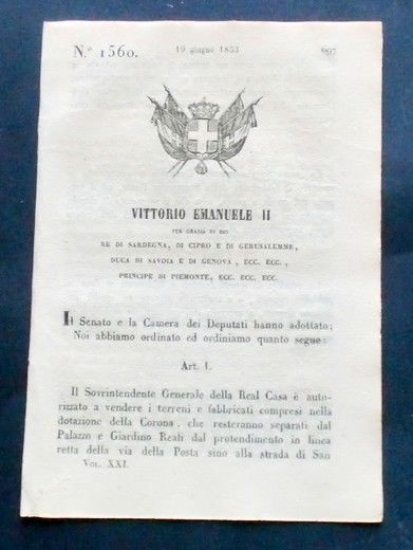 N.° 1560.
19 giugno 1853
997
VITTORIO EMANUELE II
PER GRAZIA DI DIO
RE DI SARDEGNA, DI CIPRO E DI GERUSALEMME,
DUCA DI SAVOIA E DI GENOVA, ECC. ECC.,
PRINCIPE DI PIEMONTE, ECC. ECC. ECC.
Il Senato e la Camera dei Deputati hanno adottato;
Noi abbiamo ordinato ed ordiniamo quanto segue:
Art. 1.
Il Sovrintendente Generale della Real Casa è auto-
rizzato a vendere i terreni e fabbricati compresi nella
dotazione della Corona, che resteranno separati dal
Palazzo e Giardino Reali dal protendimento in linea
retta della via della Posta sino alla strada di San
VOL. XXI.